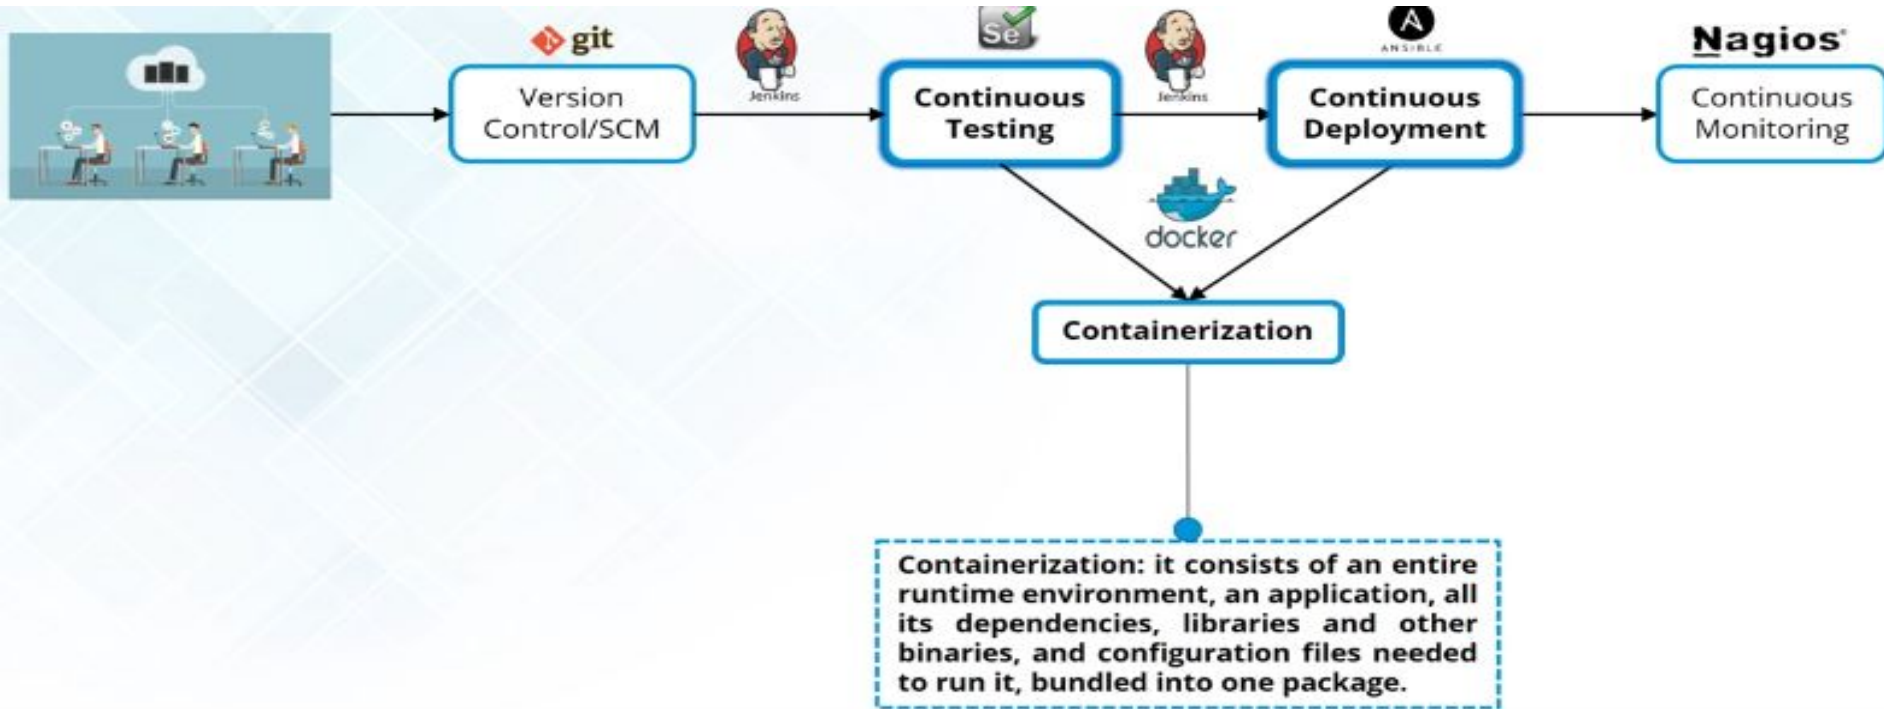 git
Version
Control/SCM
Jenkins
Se
Continuous
Testing
Jenkins
A
ANSIBLE
Continuous
Deployment
Nagios®
Continuous
Monitoring
docker
Containerization
Containerization: it consists of an entire
runtime environment, an application, all
its dependencies, libraries and other
binaries, and configuration files needed
to run it, bundled into one package.